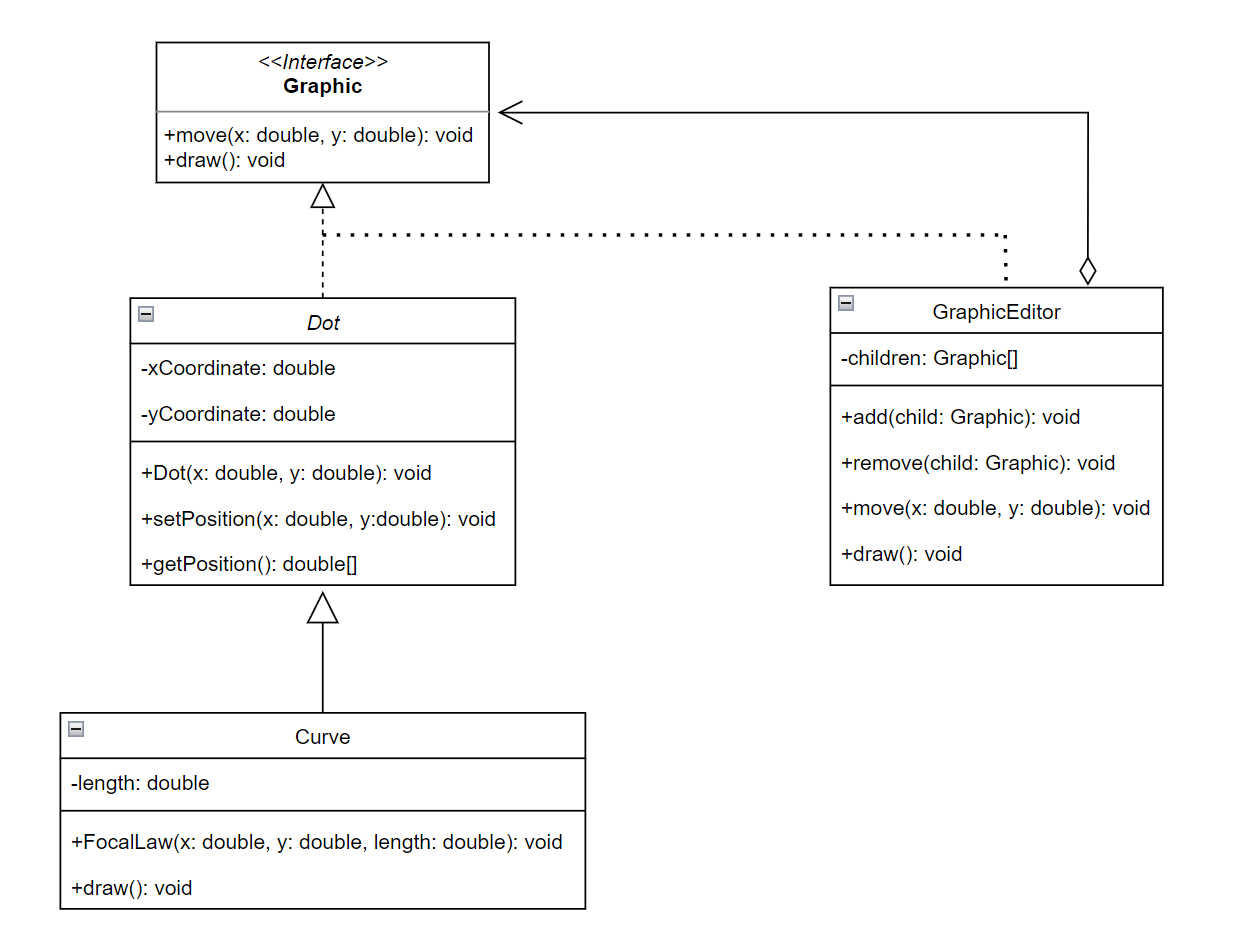 <<Interface>>
Graphic
+move(x: double, y: double): void
+draw(): void
Dot
-xCoordinate: double
-yCoordinate: double
+Dot(x: double, y: double): void
+setPosition(x: double, y:double): void
+getPosition(): double[]
GraphicEditor
-children: Graphic[]
+add(child: Graphic): void
+remove(child: Graphic): void
+move(x: double, y: double): void
+draw(): void
Curve
-length: double
+FocalLaw(x: double, y: double, length: double): void
+draw(): void